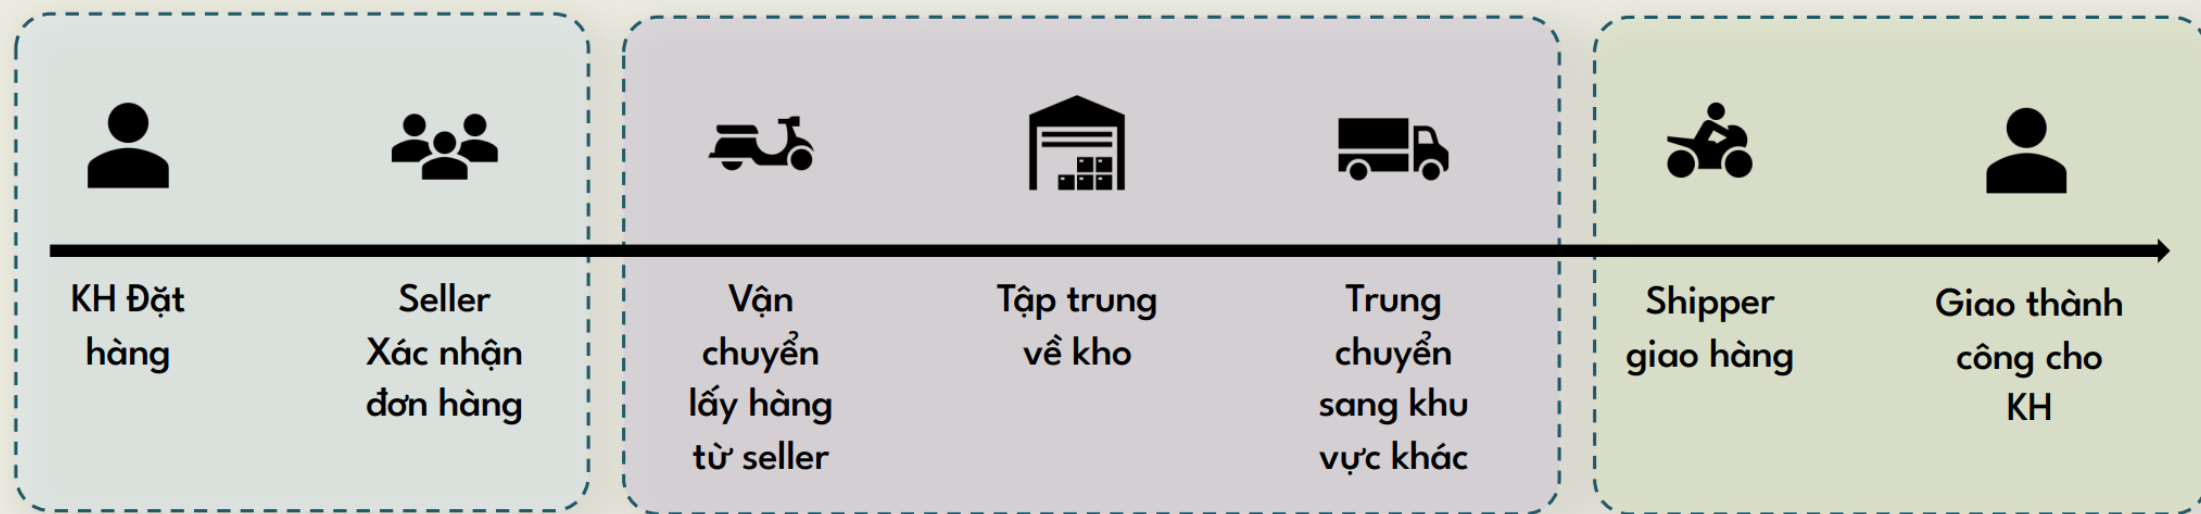 KH Đặt
hàng
Seller
Xác nhận
đơn hàng
Vận
chuyển
lấy hàng
từ seller
Tập trung
về kho
Trung
chuyển
sang khu
vực khác
Shipper
giao hàng
Giao thành
công cho
KH